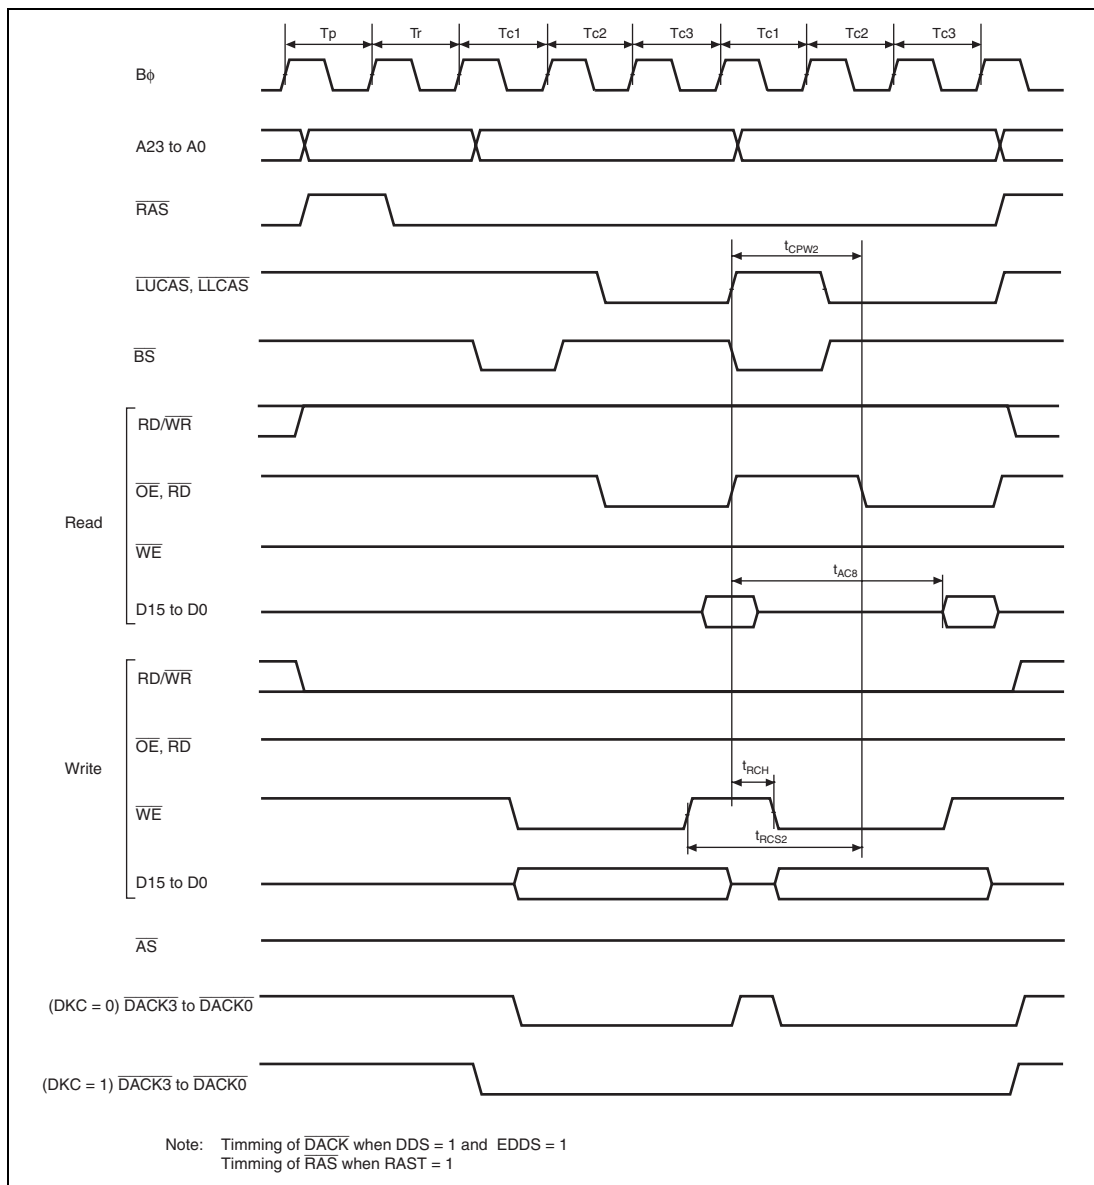 Tp Tr Tc1 Tc2 Tc3 Tc1 Tc2 Tc3
Bϕ
A23 to A0
RAS
tCPW2
LUCAS, LLCAS
BS
RD/WR
OE, RD
Read
WE
tAC8
D15 to D0
RD/WR
OE, RD
Write
tRCH
WE
tRCS2
D15 to D0
AS
(DKC = 0) DACK3 to DACK0
(DKC = 1) DACK3 to DACK0
Note: Timming of DACK when DDS = 1 and EDDS = 1
Timming of RAS when RAST = 1